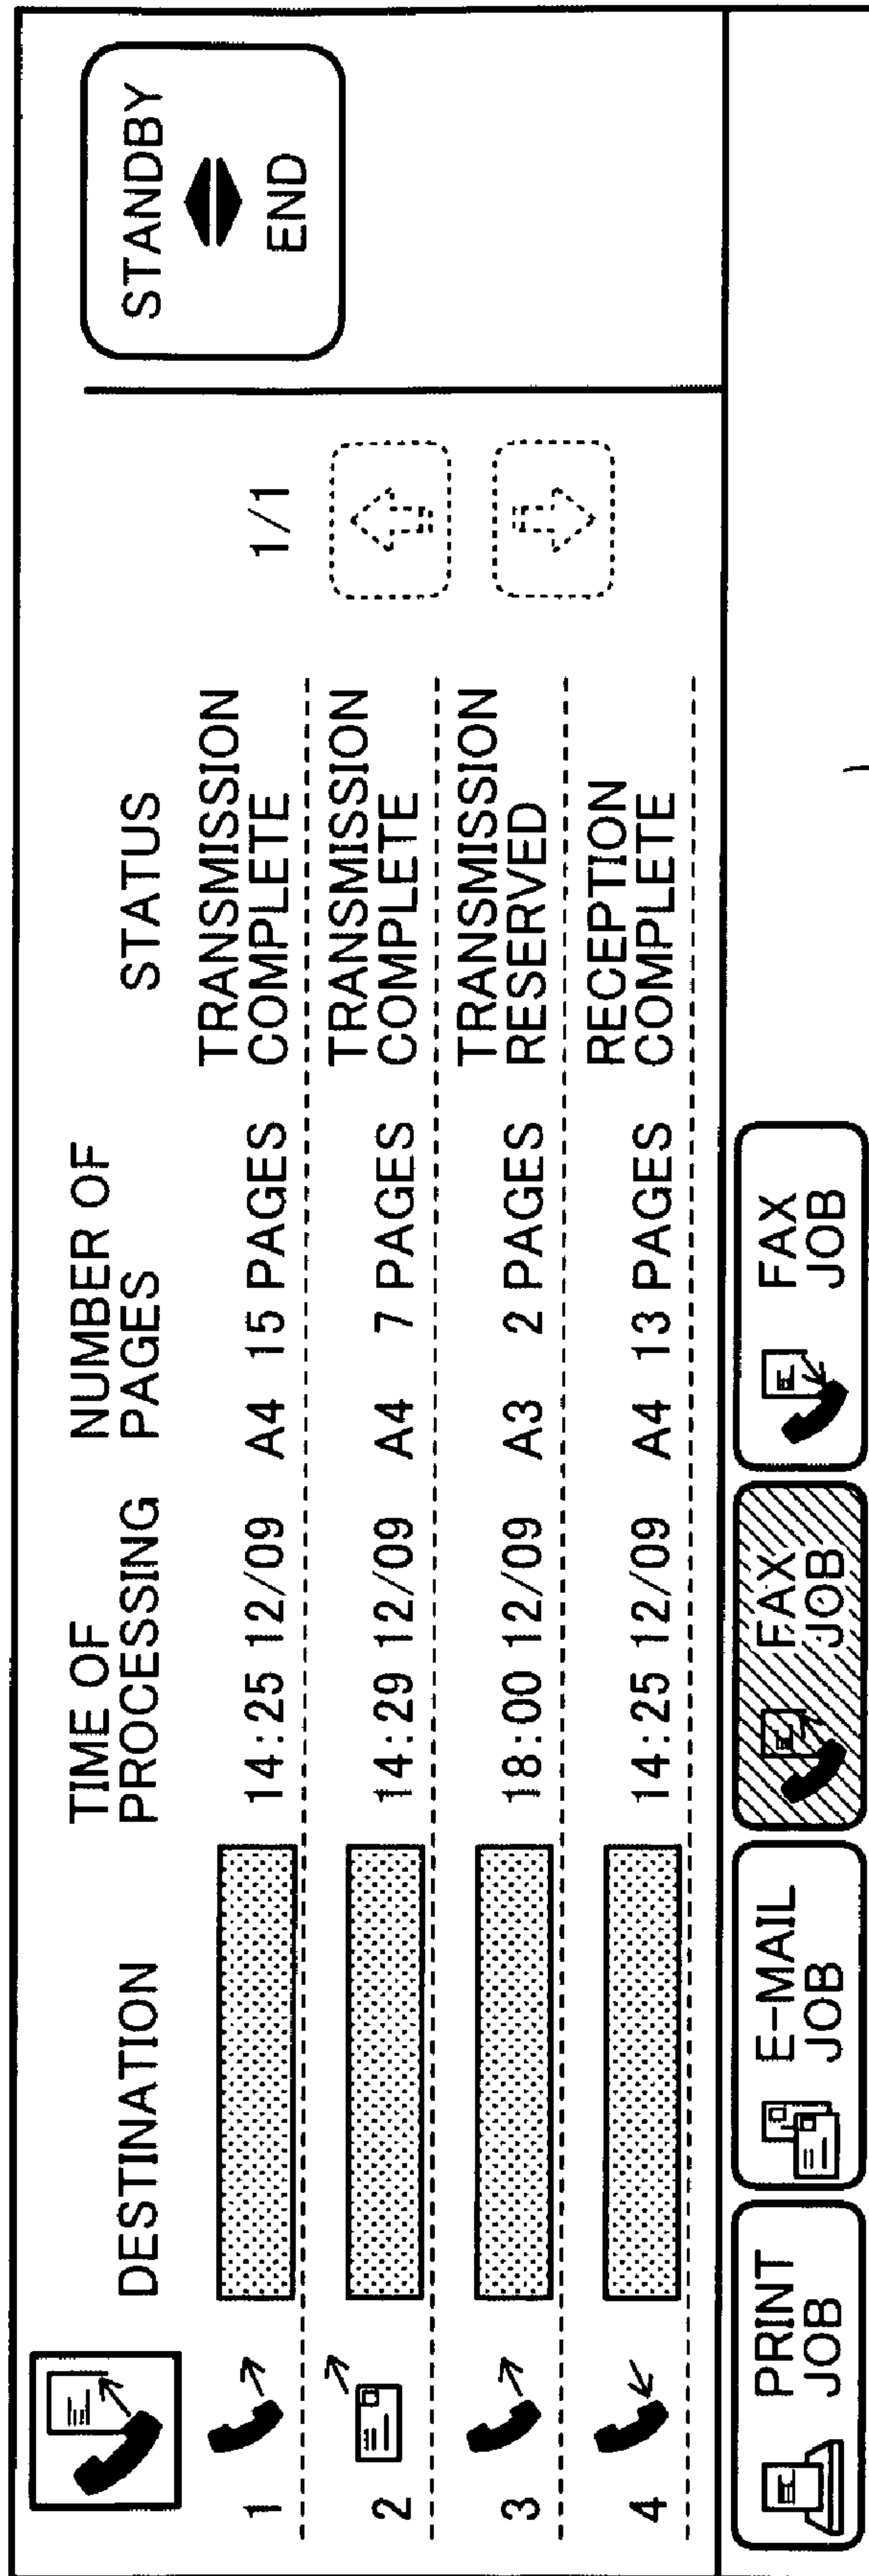 DESTINATION
TIME OF
PROCESSING
NUMBER OF
PAGES
STATUS
1 14:25 12/09 A4 15 PAGES TRANSMISSION
COMPLETE
2 14:29 12/09 A4 7 PAGES TRANSMISSION
COMPLETE
3 18:00 12/09 A3 2 PAGES TRANSMISSION
RESERVED
4 14:25 12/09 A4 13 PAGES RECEPTION
COMPLETE
1/1
STANDBY
END
PRINT
JOB
E-MAIL
JOB
FAX
JOB
FAX
JOB